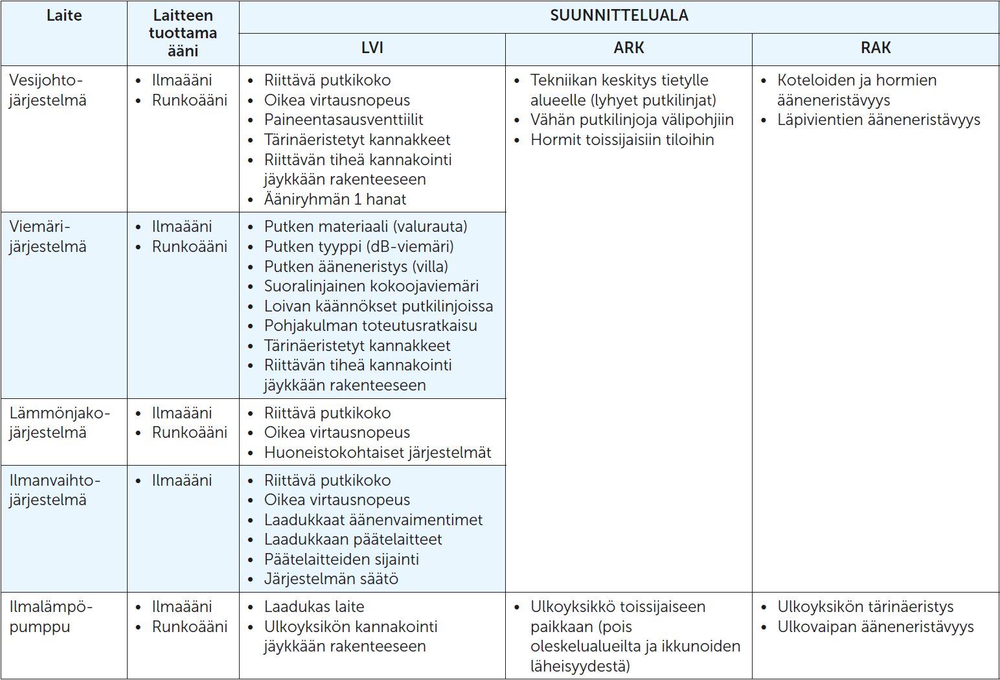 Laite
Laitteen
tuottama
ääni
SUUNNITTELUALA
LVI
ARK
RAK
Vesijohto-
järjestelmä
• Ilmaääni
• Runkoääni
• Riittävä putkikoko
• Oikea virtausnopeus
• Paineentasausventtiilit
• Tärinäeristetyt kannakkeet
• Riittävän tiheä kannakointi
jäykkään rakenteeseen
• Ääniryhmän 1 hanat
• Tekniikan keskitys tietylle
alueelle (lyhyet putkilinjat)
• Vähän putkilinjoja välipohjiin
• Hormit toissijaisiin tiloihin
• Koteloiden ja hormien
ääneneristävyys
• Läpivientien ääneneristävyys
Viemäri-
järjestelmä
• Ilmaääni
• Runkoääni
• Putken materiaali (valurauta)
• Putken tyyppi (dB-viemäri)
• Putken ääneneristys (villa)
• Suoralinjainen kokoojaviemäri
• Loivan käännökset putkilinjoissa
• Pohjakulman toteutusratkaisu
• Tärinäeristetyt kannakkeet
• Riittävän tiheä kannakointi
jäykkään rakenteeseen
Lämmönjako-
järjestelmä
• Ilmaääni
• Runkoääni
• Riittävä putkikoko
• Oikea virtausnopeus
• Huoneistokohtaiset järjestelmät
Ilmanvaihto-
järjestelmä
• Ilmaääni
• Riittävä putkikoko
• Oikea virtausnopeus
• Laadukkaat äänenvaimentimet
• Laadukkaan päätelaitteet
• Päätelaitteiden sijainti
• Järjestelmän säätö
Ilmalämpö-
pumppu
• Ilmaääni
• Runkoääni
• Laadukas laite
• Ulkoyksikön kannakointi
jäykkään rakenteeseen
• Ulkoyksikkö toissijaiseen
paikkaan (pois
oleskelualueilta ja ikkunoiden
läheisyydestä)
• Ulkoyksikön tärinäeristys
• Ulkovaipan ääneneristävyys